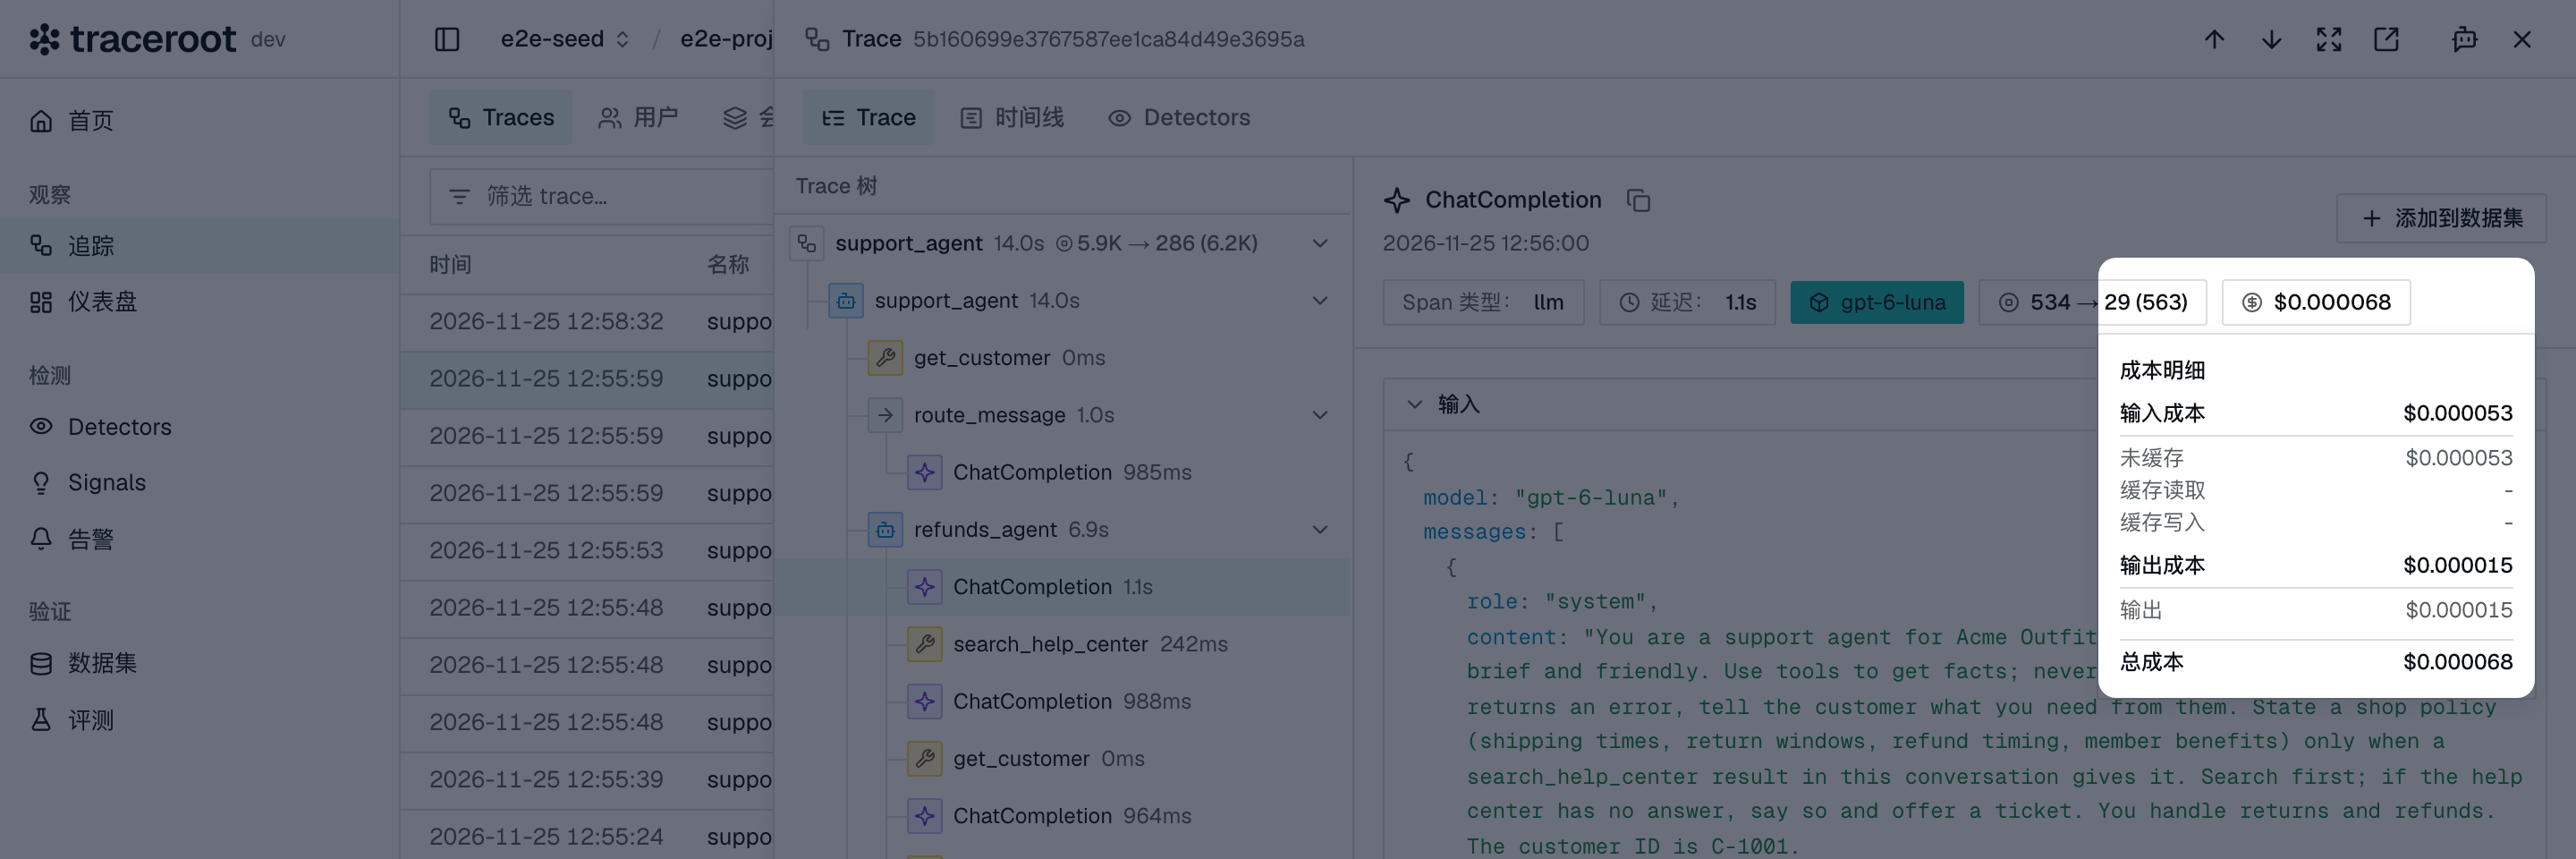 traceroot dev
首页
观察
追踪
仪表盘
检测
Detectors
Signals
告警
验证
数据集
评测
e2e-seed / e2e-proj
Traces 用户
筛选 trace...
时间 名称
2026-11-25 12:58:32 suppo
2026-11-25 12:55:59 suppo
2026-11-25 12:55:59 suppo
2026-11-25 12:55:59 suppo
2026-11-25 12:55:53 suppo
2026-11-25 12:55:48 suppo
2026-11-25 12:55:48 suppo
2026-11-25 12:55:48 suppo
2026-11-25 12:55:39 suppo
2026-11-25 12:55:24 suppo
Trace 5b160699e3767587ee1ca84d49e3695a
Trace 时间线 Detectors
Trace 树
support_agent 14.0s 5.9K → 286 (6.2K)
support_agent 14.0s
get_customer 0ms
route_message 1.0s
ChatCompletion 985ms
refunds_agent 6.9s
ChatCompletion 1.1s
search_help_center 242ms
ChatCompletion 988ms
get_customer 0ms
ChatCompletion 964ms
ChatCompletion
2026-11-25 12:56:00
添加到数据集
Span 类型： llm 延迟： 1.1s gpt-6-luna 534 → 29 (563) $0.000068
输入
{
model: "gpt-6-luna",
messages: [
{
role: "system",
content: "You are a support agent for Acme Outfit
brief and friendly. Use tools to get facts; never
returns an error, tell the customer what you need from them. State a shop policy
(shipping times, return windows, refund timing, member benefits) only when a
search_help_center result in this conversation gives it. Search first; if the help
center has no answer, say so and offer a ticket. You handle returns and refunds.
The customer ID is C-1001.
成本明细
输入成本 $0.000053
未缓存 $0.000053
缓存读取 -
缓存写入 -
输出成本 $0.000015
输出 $0.000015
总成本 $0.000068